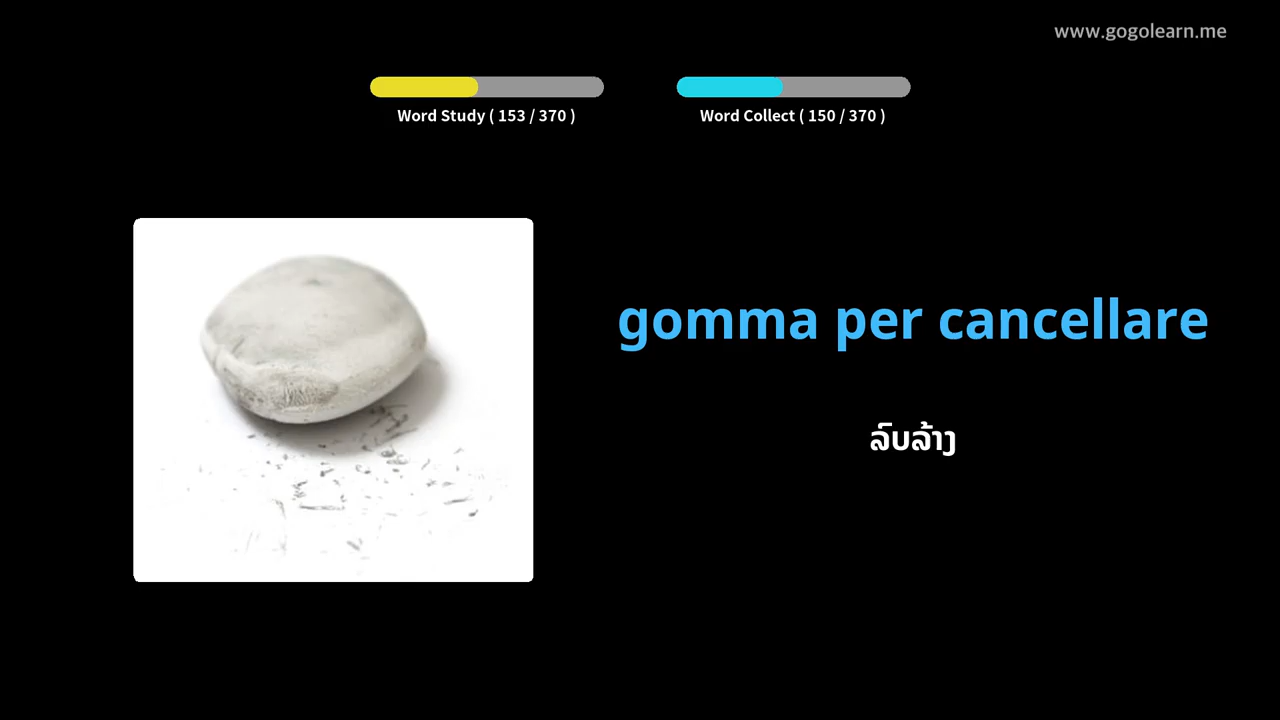 www.gogolearn.me
Word Study ( 153 / 370 )
Word Collect ( 150 / 370 )
gomma per cancellare
ລົບລ້າງ